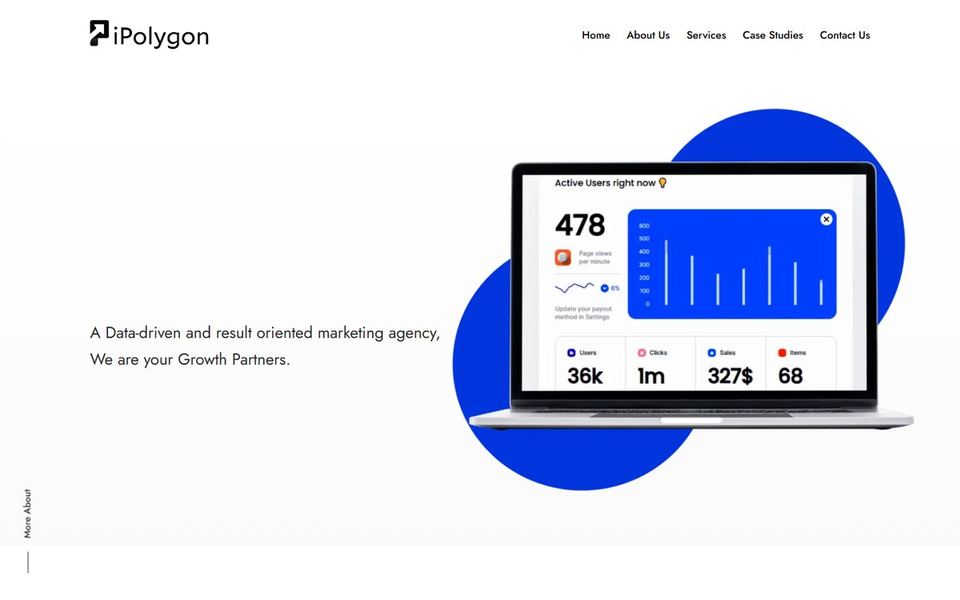 iPolygon
Home About Us Services Case Studies Contact Us
Active Users right now
478
Page views
per minute
6%
Update your payout
method in Settings
600
500
400
300
200
100
0
Users Clicks Sales Items
36k 1m 327$ 68
A Data-driven and result oriented marketing agency,
We are your Growth Partners.
More About